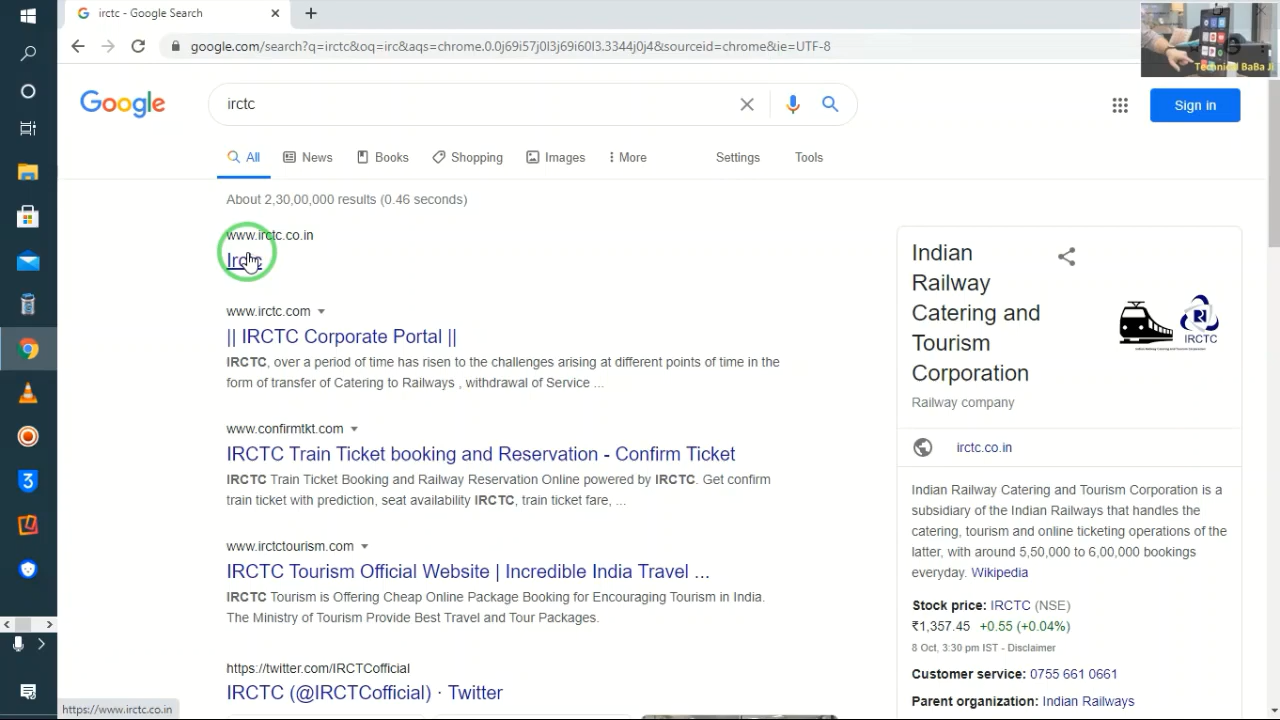 irctc - Google Search
google.com/search?q=irctc&oq=irc&aqs=chrome.0.0j69i57j0l3j69i60l3.3344j0j4&sourceid=chrome&ie=UTF-8
Technical BaBa Ji
Google
irctc
Sign in
All
News
Books
Shopping
Images
More
Settings
Tools
About 2,30,00,000 results (0.46 seconds)
www.irctc.co.in
Irctc
www.irctc.com
|| IRCTC Corporate Portal ||
IRCTC, over a period of time has risen to the challenges arising at different points of time in the
form of transfer of Catering to Railways , withdrawal of Service ...
www.confirmtkt.com
IRCTC Train Ticket booking and Reservation - Confirm Ticket
IRCTC Train Ticket Booking and Railway Reservation Online powered by IRCTC. Get confirm
train ticket with prediction, seat availability IRCTC, train ticket fare, ...
www.irctctourism.com
IRCTC Tourism Official Website | Incredible India Travel ...
IRCTC Tourism is Offering Cheap Online Package Booking for Encouraging Tourism in India.
The Ministry of Tourism Provide Best Travel and Tour Packages.
https://twitter.com/IRCTCofficial
IRCTC (@IRCTCofficial) · Twitter
Indian
Railway
Catering and
Tourism
Corporation
IRCTC
Railway company
irctc.co.in
Indian Railway Catering and Tourism Corporation is a
subsidiary of the Indian Railways that handles the
catering, tourism and online ticketing operations of the
latter, with around 5,50,000 to 6,00,000 bookings
everyday. Wikipedia
Stock price: IRCTC (NSE)
₹1,357.45 +0.55 (+0.04%)
8 Oct, 3:30 pm IST - Disclaimer
Customer service: 0755 661 0661
Parent organization: Indian Railways
https://www.irctc.co.in